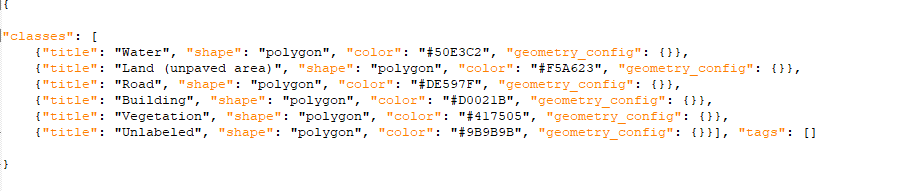 {
"classes": [
{"title": "Water", "shape": "polygon", "color": "#50E3C2", "geometry_config": {}},
{"title": "Land (unpaved area)", "shape": "polygon", "color": "#F5A623", "geometry_config": {}},
{"title": "Road", "shape": "polygon", "color": "#DE597F", "geometry_config": {}},
{"title": "Building", "shape": "polygon", "color": "#D0021B", "geometry_config": {}},
{"title": "Vegetation", "shape": "polygon", "color": "#417505", "geometry_config": {}},
{"title": "Unlabeled", "shape": "polygon", "color": "#9B9B9B", "geometry_config": {}}], "tags": []
}